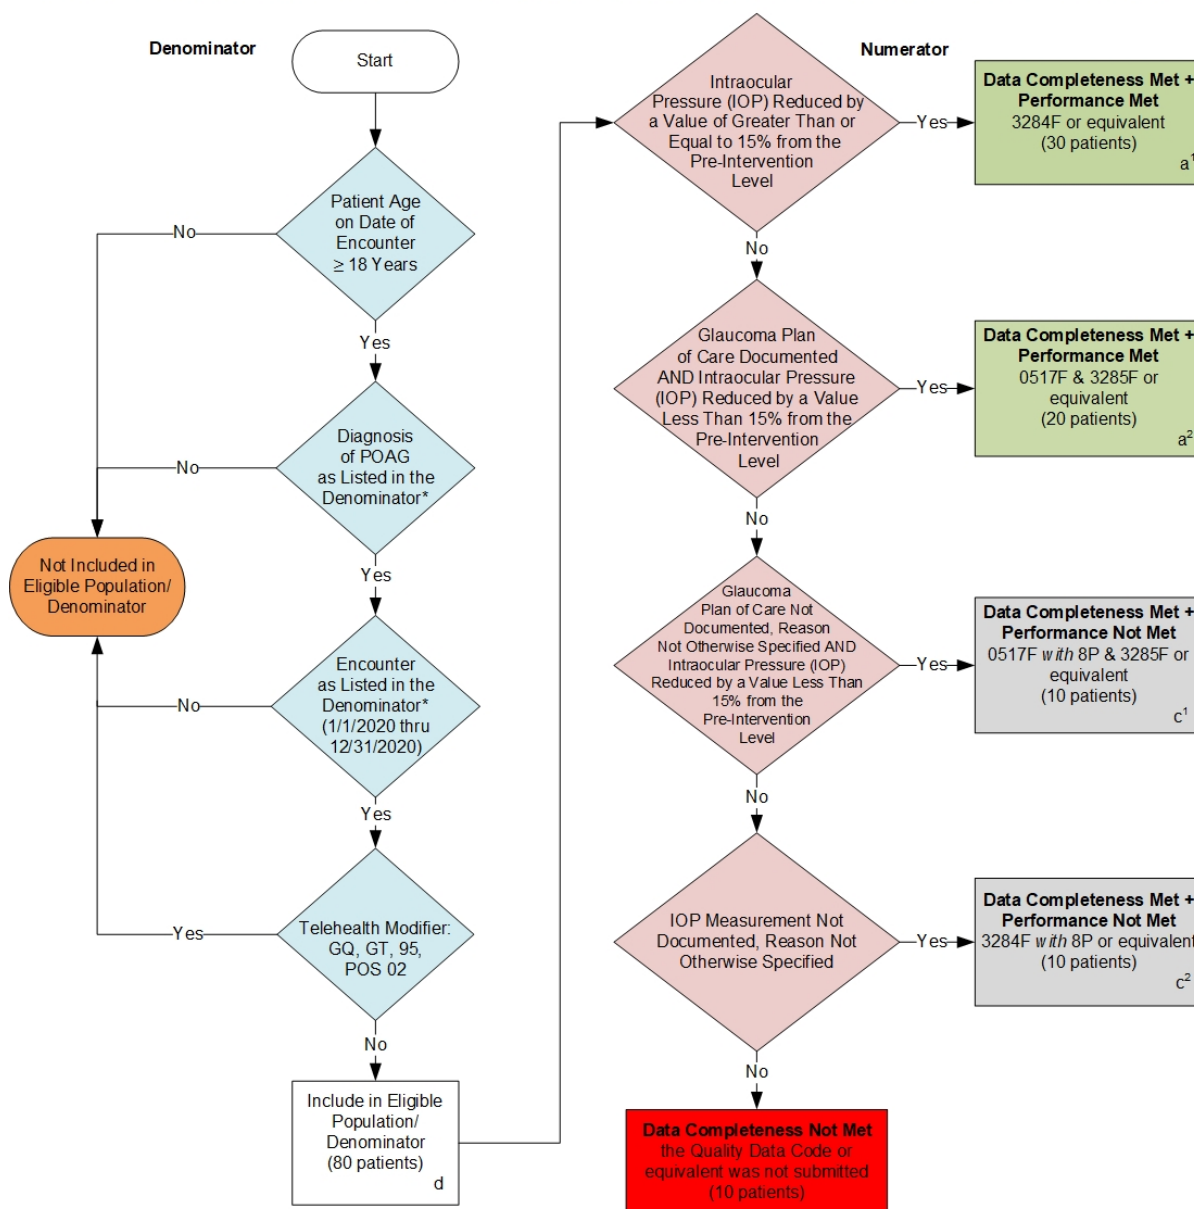 Denominator
Start
Patient Age
on Date of
Encounter
≥ 18 Years
No
Yes
Diagnosis
of POAG
as Listed in the
Denominator*
No
Yes
Not Included in
Eligible Population/
Denominator
Encounter
as Listed in the
Denominator*
(1/1/2020 thru
12/31/2020)
No
Yes
Telehealth Modifier:
GQ, GT, 95,
POS 02
Yes
No
Include in Eligible
Population/
Denominator
(80 patients)
d
Numerator
Intraocular
Pressure (IOP) Reduced by
a Value of Greater Than or
Equal to 15% from the
Pre-Intervention
Level
Yes
Data Completeness Met +
Performance Met
3284F or equivalent
(30 patients)
a¹
No
Glaucoma Plan
of Care Documented
AND Intraocular Pressure
(IOP) Reduced by a Value
Less Than 15% from the
Pre-Intervention
Level
Yes
Data Completeness Met +
Performance Met
0517F & 3285F or
equivalent
(20 patients)
a²
No
Glaucoma
Plan of Care Not
Documented, Reason
Not Otherwise Specified AND
Intraocular Pressure (IOP)
Reduced by a Value Less Than
15% from the
Pre-Intervention
Level
Yes
Data Completeness Met +
Performance Not Met
0517F with 8P & 3285F or
equivalent
(10 patients)
c¹
No
IOP Measurement Not
Documented, Reason Not
Otherwise Specified
Yes
Data Completeness Met +
Performance Not Met
3284F with 8P or equivalent
(10 patients)
c²
No
Data Completeness Not Met
the Quality Data Code or
equivalent was not submitted
(10 patients)